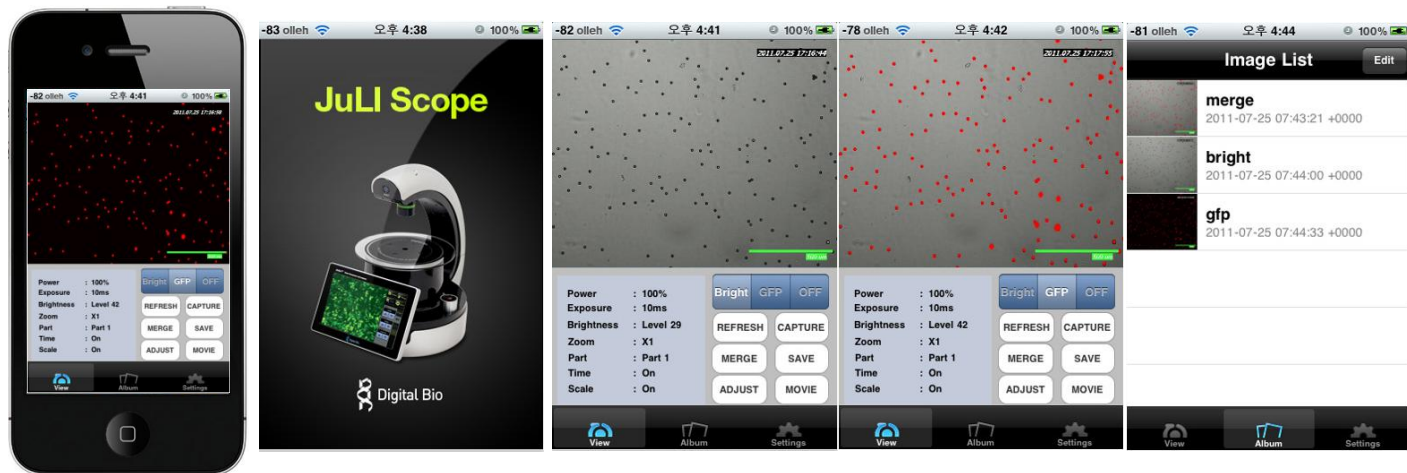 -82 olleh 오후 4:41 100%
2011.07.25 17:16:58
Power : 100%
Exposure : 10ms
Brightness : Level 42
Zoom : X1
Part : Part 1
Time : On
Scale : On
Bright GFP OFF
REFRESH CAPTURE
MERGE SAVE
ADJUST MOVIE
View Album Settings
-83 olleh 오후 4:38 100%
JuLI Scope
Digital Bio
-82 olleh 오후 4:41 100%
2011.07.25 17:16:44
Power : 100%
Exposure : 10ms
Brightness : Level 29
Zoom : X1
Part : Part 1
Time : On
Scale : On
Bright GFP OFF
REFRESH CAPTURE
MERGE SAVE
ADJUST MOVIE
View Album Settings
-78 olleh 오후 4:42 100%
2011.07.25 17:17:55
Power : 100%
Exposure : 10ms
Brightness : Level 42
Zoom : X1
Part : Part 1
Time : On
Scale : On
Bright GFP OFF
REFRESH CAPTURE
MERGE SAVE
ADJUST MOVIE
View Album Settings
-81 olleh 오후 4:44 100%
Image List Edit
merge
2011-07-25 07:43:21 +0000
bright
2011-07-25 07:44:00 +0000
gfp
2011-07-25 07:44:33 +0000
View Album Settings